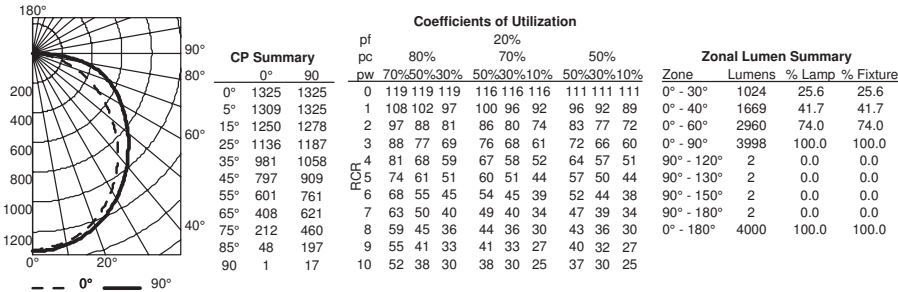 180°
90°
80°
60°
40°
200
400
600
800
1000
1200
0° 20°
0° 90°
CP Summary
0° 90
0° 1325 1325
5° 1309 1325
15° 1250 1278
25° 1136 1187
35° 981 1058
45° 797 909
55° 601 761
65° 408 621
75° 212 460
85° 48 197
90 1 17
Coefficients of Utilization
pf 20%
pc 80% 70% 50%
pw 70%50%30% 50%30%10% 50%30%10%
RCR
0 119 119 119 116 116 116 111 111 111
1 108 102 97 100 96 92 96 92 89
2 97 88 81 86 80 74 83 77 72
3 88 77 69 76 68 61 72 66 60
4 81 68 59 67 58 52 64 57 51
5 74 61 51 60 51 44 57 50 44
6 68 55 45 54 45 39 52 44 38
7 63 50 40 49 40 34 47 39 34
8 59 45 36 44 36 30 43 36 30
9 55 41 33 41 33 27 40 32 27
10 52 38 30 38 30 25 37 30 25
Zonal Lumen Summary
Zone Lumens % Lamp % Fixture
0° - 30° 1024 25.6 25.6
0° - 40° 1669 41.7 41.7
0° - 60° 2960 74.0 74.0
0° - 90° 3998 100.0 100.0
90° - 120° 2 0.0 0.0
90° - 130° 2 0.0 0.0
90° - 150° 2 0.0 0.0
90° - 180° 2 0.0 0.0
0° - 180° 4000 100.0 100.0